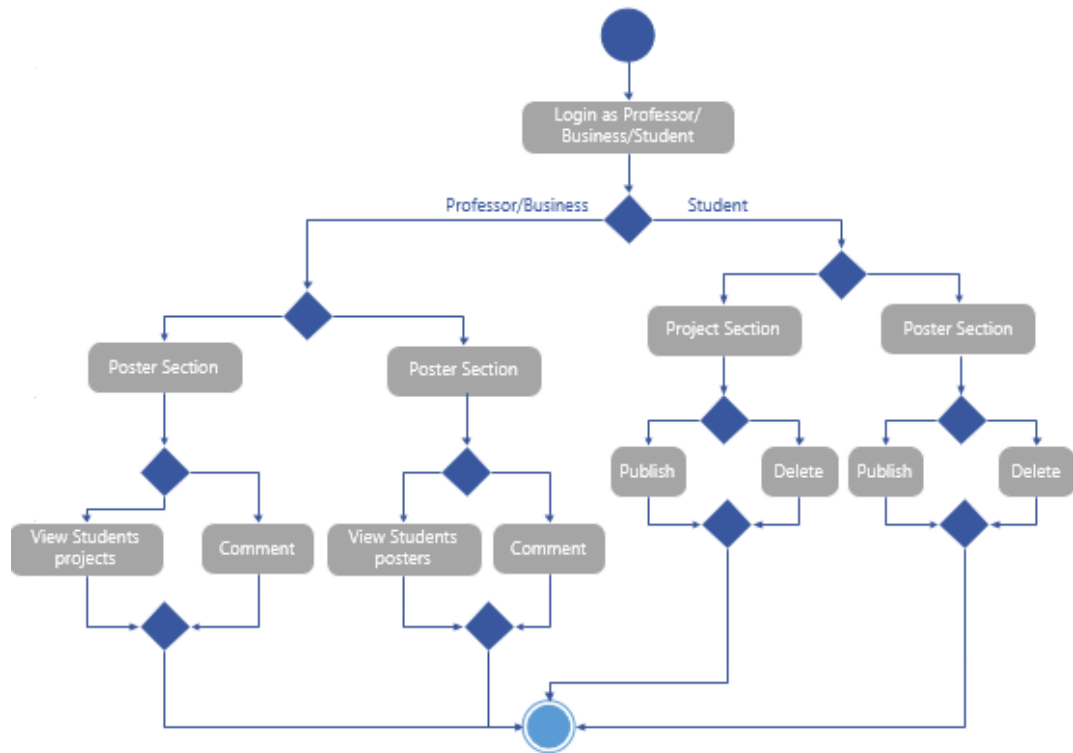 Login as Professor/
Business/Student
Professor/Business
Student
Project Section
Poster Section
Poster Section
Poster Section
Publish
Delete
Publish
Delete
View Students
projects
Comment
View Students
posters
Comment